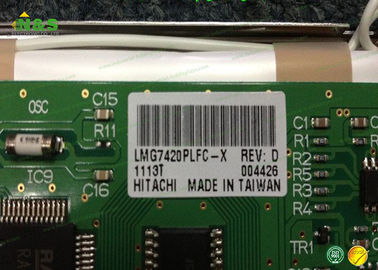 OSC
C15
R11
IC9
C16
LMG7420PLFC-X REV: D
1113T 004426
HITACHI MADE IN TAIWAN
C1
R1
R2
R5
R4
R3
R6
TR1